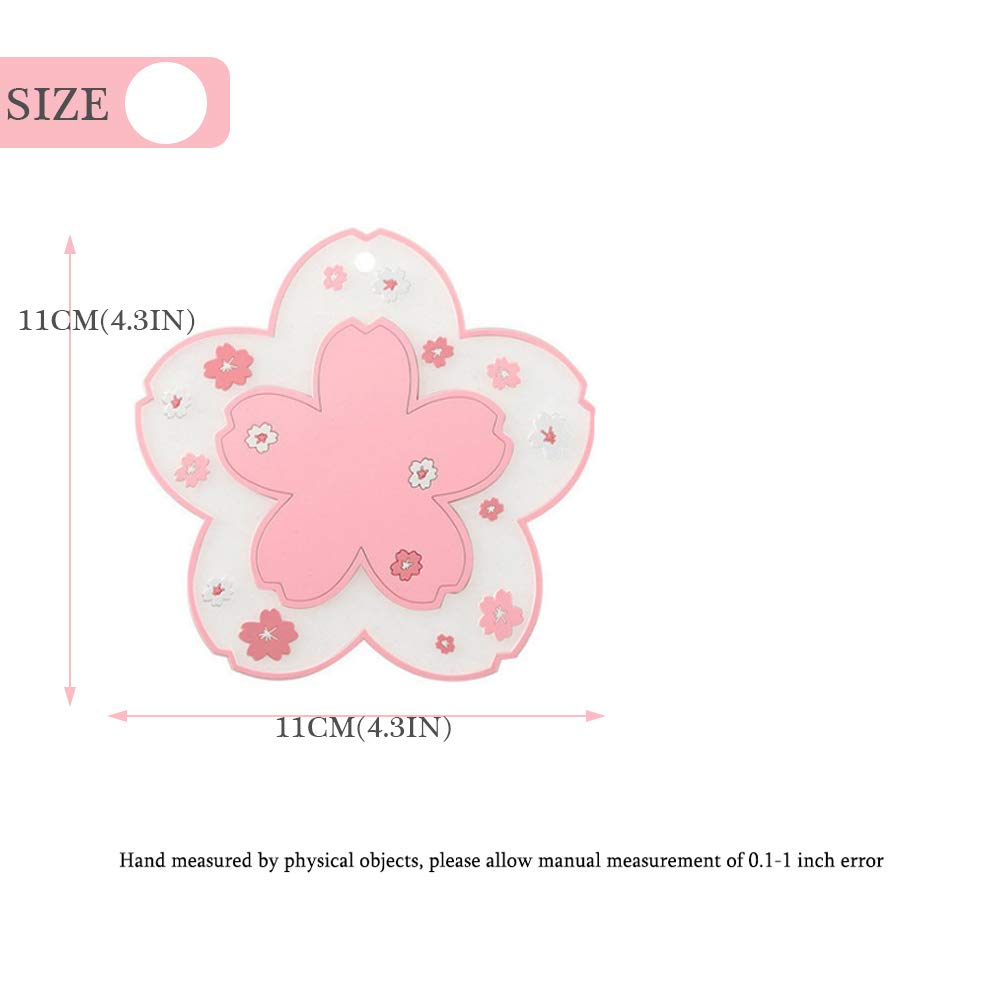 SIZE
11CM(4.3IN)
11CM(4.3IN)
Hand measured by physical objects, please allow manual measurement of 0.1-1 inch error